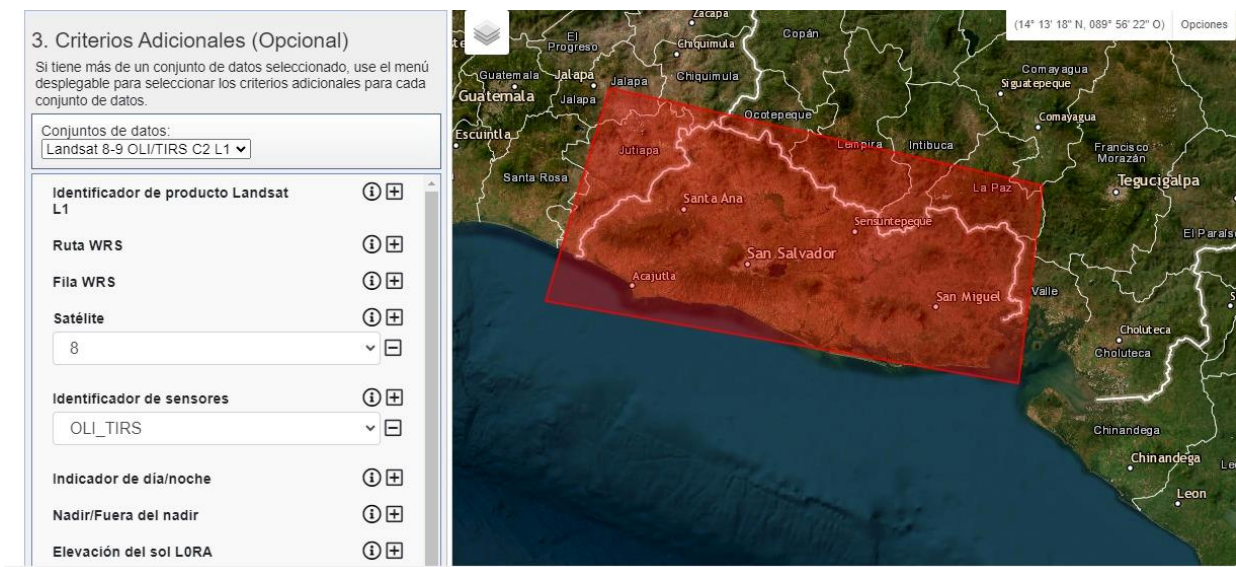 3. Criterios Adicionales (Opcional)
Si tiene más de un conjunto de datos seleccionado, use el menú
desplegable para seleccionar los criterios adicionales para cada
conjunto de datos.
Conjuntos de datos:
Landsat 8-9 OLI/TIRS C2 L1
Identificador de producto Landsat
L1
Ruta WRS
Fila WRS
Satélite
8
Identificador de sensores
OLI_TIRS
Indicador de día/noche
Nadir/Fuera del nadir
Elevación del sol L0RA
(14° 13' 18" N, 089° 56' 22" O)
Opciones
Zacapa
El
Progreso
Chiquimula
Copán
Guatemala
Jalapa
Jalapa
Chiquimula
Comayagua
Siguatepeque
Guatemala
Jalapa
Ocotepeque
Comayagua
Escuintla
Jutiapa
Lempira
Intibuca
Francisco
Morazán
Santa Rosa
La Paz
Tegucigalpa
Santa Ana
Sensuntepeque
El Paraís
San Salvador
Acajutla
San Miguel
Valle
Choluteca
Choluteca
Chinandega
Chinandega
Leon